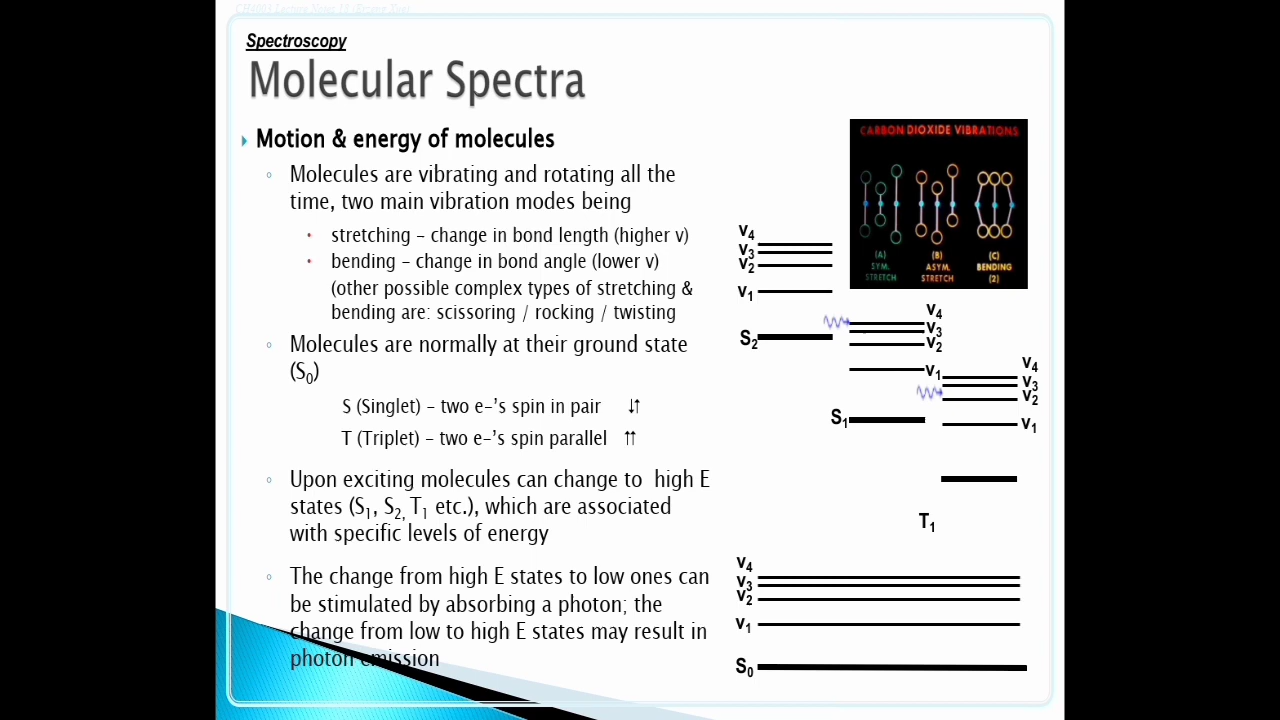 CH4003 Lecture Notes 18 (Erzeng Xue)
Spectroscopy
Molecular Spectra
Motion & energy of molecules
Molecules are vibrating and rotating all the
time, two main vibration modes being
stretching – change in bond length (higher v)
bending – change in bond angle (lower v)
(other possible complex types of stretching &
bending are: scissoring / rocking / twisting
Molecules are normally at their ground state
(S0)
S (Singlet) – two e-'s spin in pair ↓↑
T (Triplet) – two e-'s spin parallel ↑↑
Upon exciting molecules can change to high E
states (S1, S2, T1 etc.), which are associated
with specific levels of energy
The change from high E states to low ones can
be stimulated by absorbing a photon; the
change from low to high E states may result in
photon emission
CARBON DIOXIDE VIBRATIONS
(A)
SYM.
STRETCH
(B)
ASYM.
STRETCH
(C)
BENDING
(2)
v4
v3
v2
v1
S2
v4
v3
v2
v1
S1
v4
v3
v2
v1
T1
v4
v3
v2
v1
S0